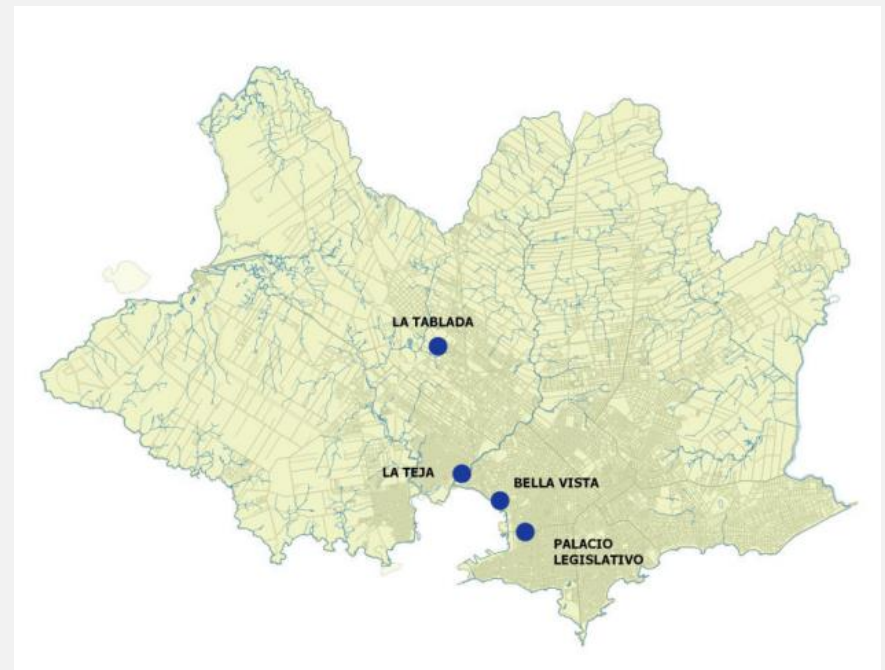 LA TABLADA
LA TEJA
BELLA VISTA
PALACIO
LEGISLATIVO